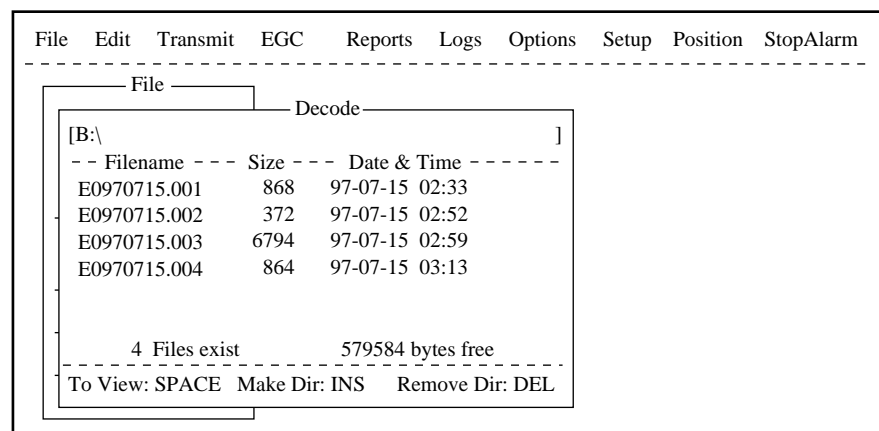 File Edit Transmit EGC Reports Logs Options Setup Position StopAlarm
File
Decode
[B:\ ]
Filename Size Date & Time
E0970715.001 868 97-07-15 02:33
E0970715.002 372 97-07-15 02:52
E0970715.003 6794 97-07-15 02:59
E0970715.004 864 97-07-15 03:13
4 Files exist 579584 bytes free
To View: SPACE Make Dir: INS Remove Dir: DEL